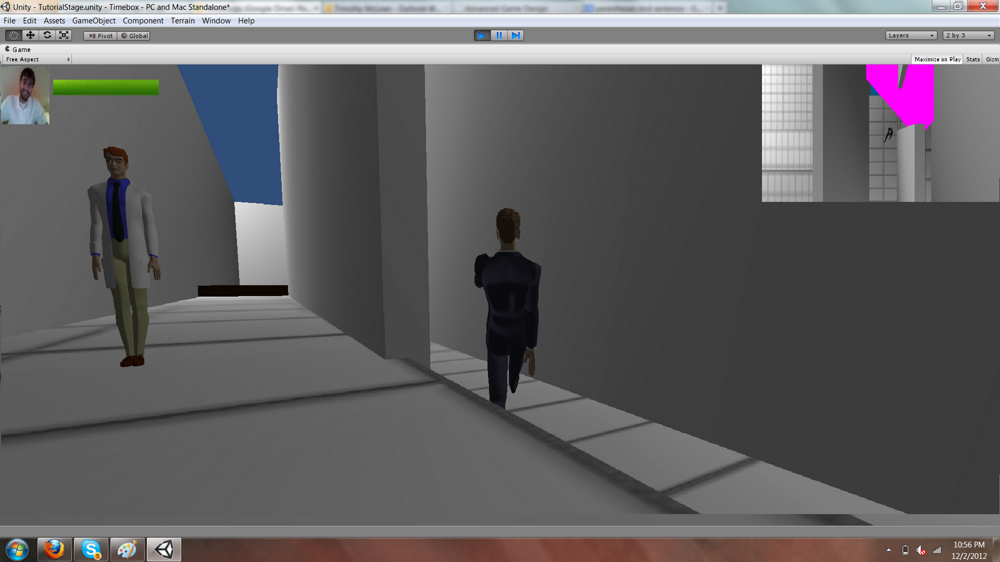 Unity - TutorialStage.unity - Timebox - PC and Mac Standalone*
File Edit Assets GameObject Component Terrain Window Help
Pivot Global Layers 2 by 3
Game
Free Aspect Maximize on Play Stats Gizm
S
5
10:56 PM
12/2/2012